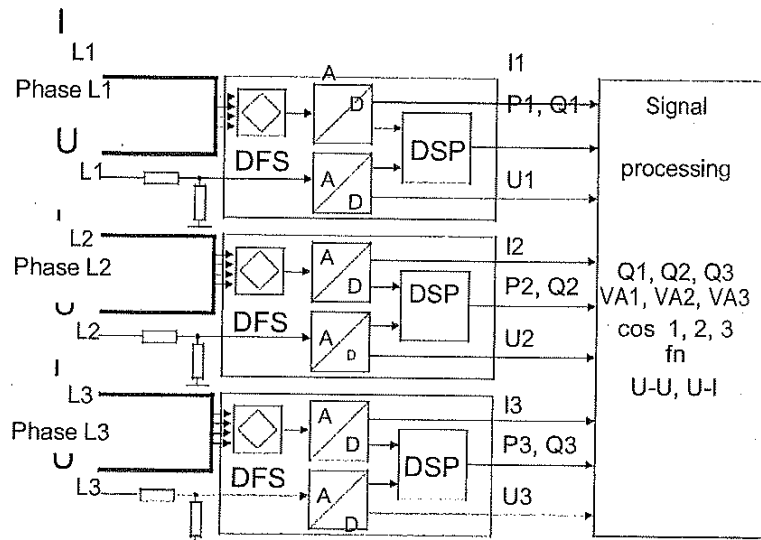 I
L1
Phase L1
U
L1
DFS
A
D
A
D
DSP
I1
P1, Q1
U1
I
L2
Phase L2
U
L2
DFS
A
D
A
D
DSP
I2
P2, Q2
U2
I
L3
Phase L3
U
L3
DFS
A
D
A
D
DSP
I3
P3, Q3
U3
Signal
processing
Q1, Q2, Q3
VA1, VA2, VA3
cos 1, 2, 3
fn
U-U, U-I